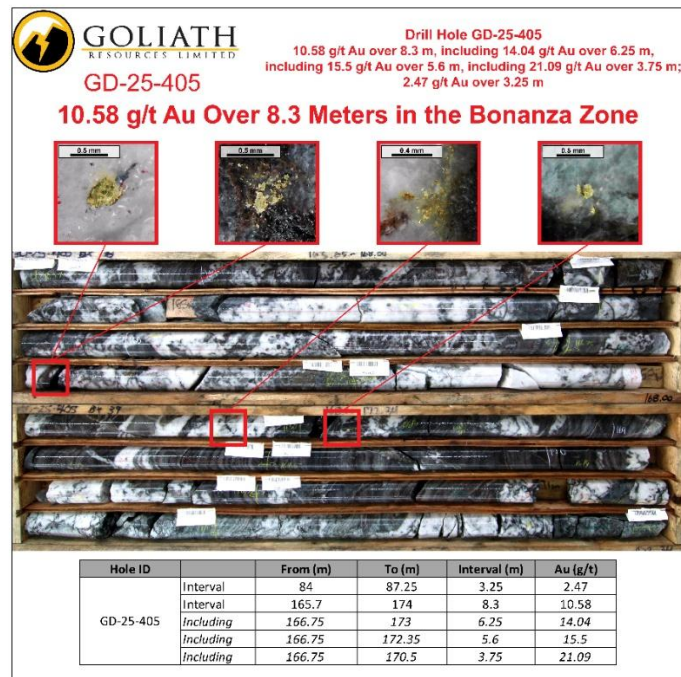 GOLIATH
RESOURCES LIMITED
GD-25-405
Drill Hole GD-25-405
10.58 g/t Au over 8.3 m, including 14.04 g/t Au over 6.25 m,
including 15.5 g/t Au over 5.6 m, including 21.09 g/t Au over 3.75 m;
2.47 g/t Au over 3.25 m
10.58 g/t Au Over 8.3 Meters in the Bonanza Zone
0.5 mm
0.5 mm
0.4 mm
0.5 mm
168.00
Hole ID From (m) To (m) Interval (m) Au (g/t)
GD-25-405
Interval 84 87.25 3.25 2.47
Interval 165.7 174 8.3 10.58
Including 166.75 173 6.25 14.04
Including 166.75 172.35 5.6 15.5
Including 166.75 170.5 3.75 21.09